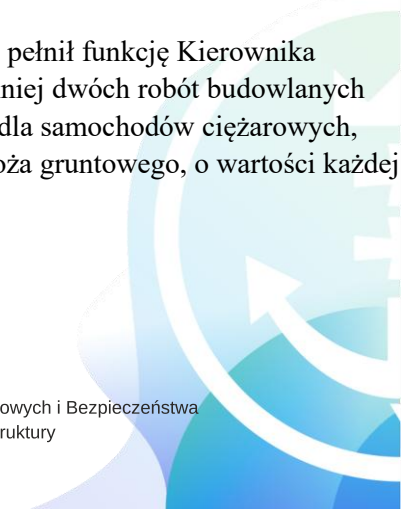 pełnił funkcję Kierownika
niej dwóch robót budowlanych
dla samochodów ciężarowych,
oża gruntowego, o wartości każdej
owych i Bezpieczeństwa
ruktury